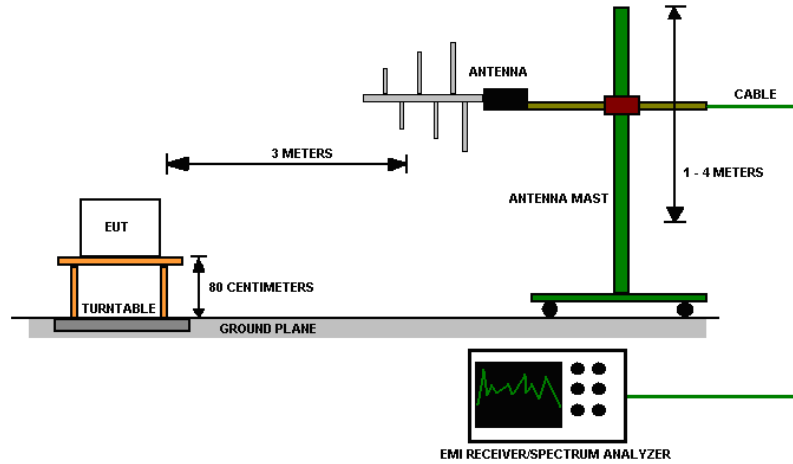 ANTENNA
CABLE
3 METERS
1 - 4 METERS
ANTENNA MAST
EUT
80 CENTIMETERS
TURNTABLE
GROUND PLANE
EMI RECEIVER/SPECTRUM ANALYZER